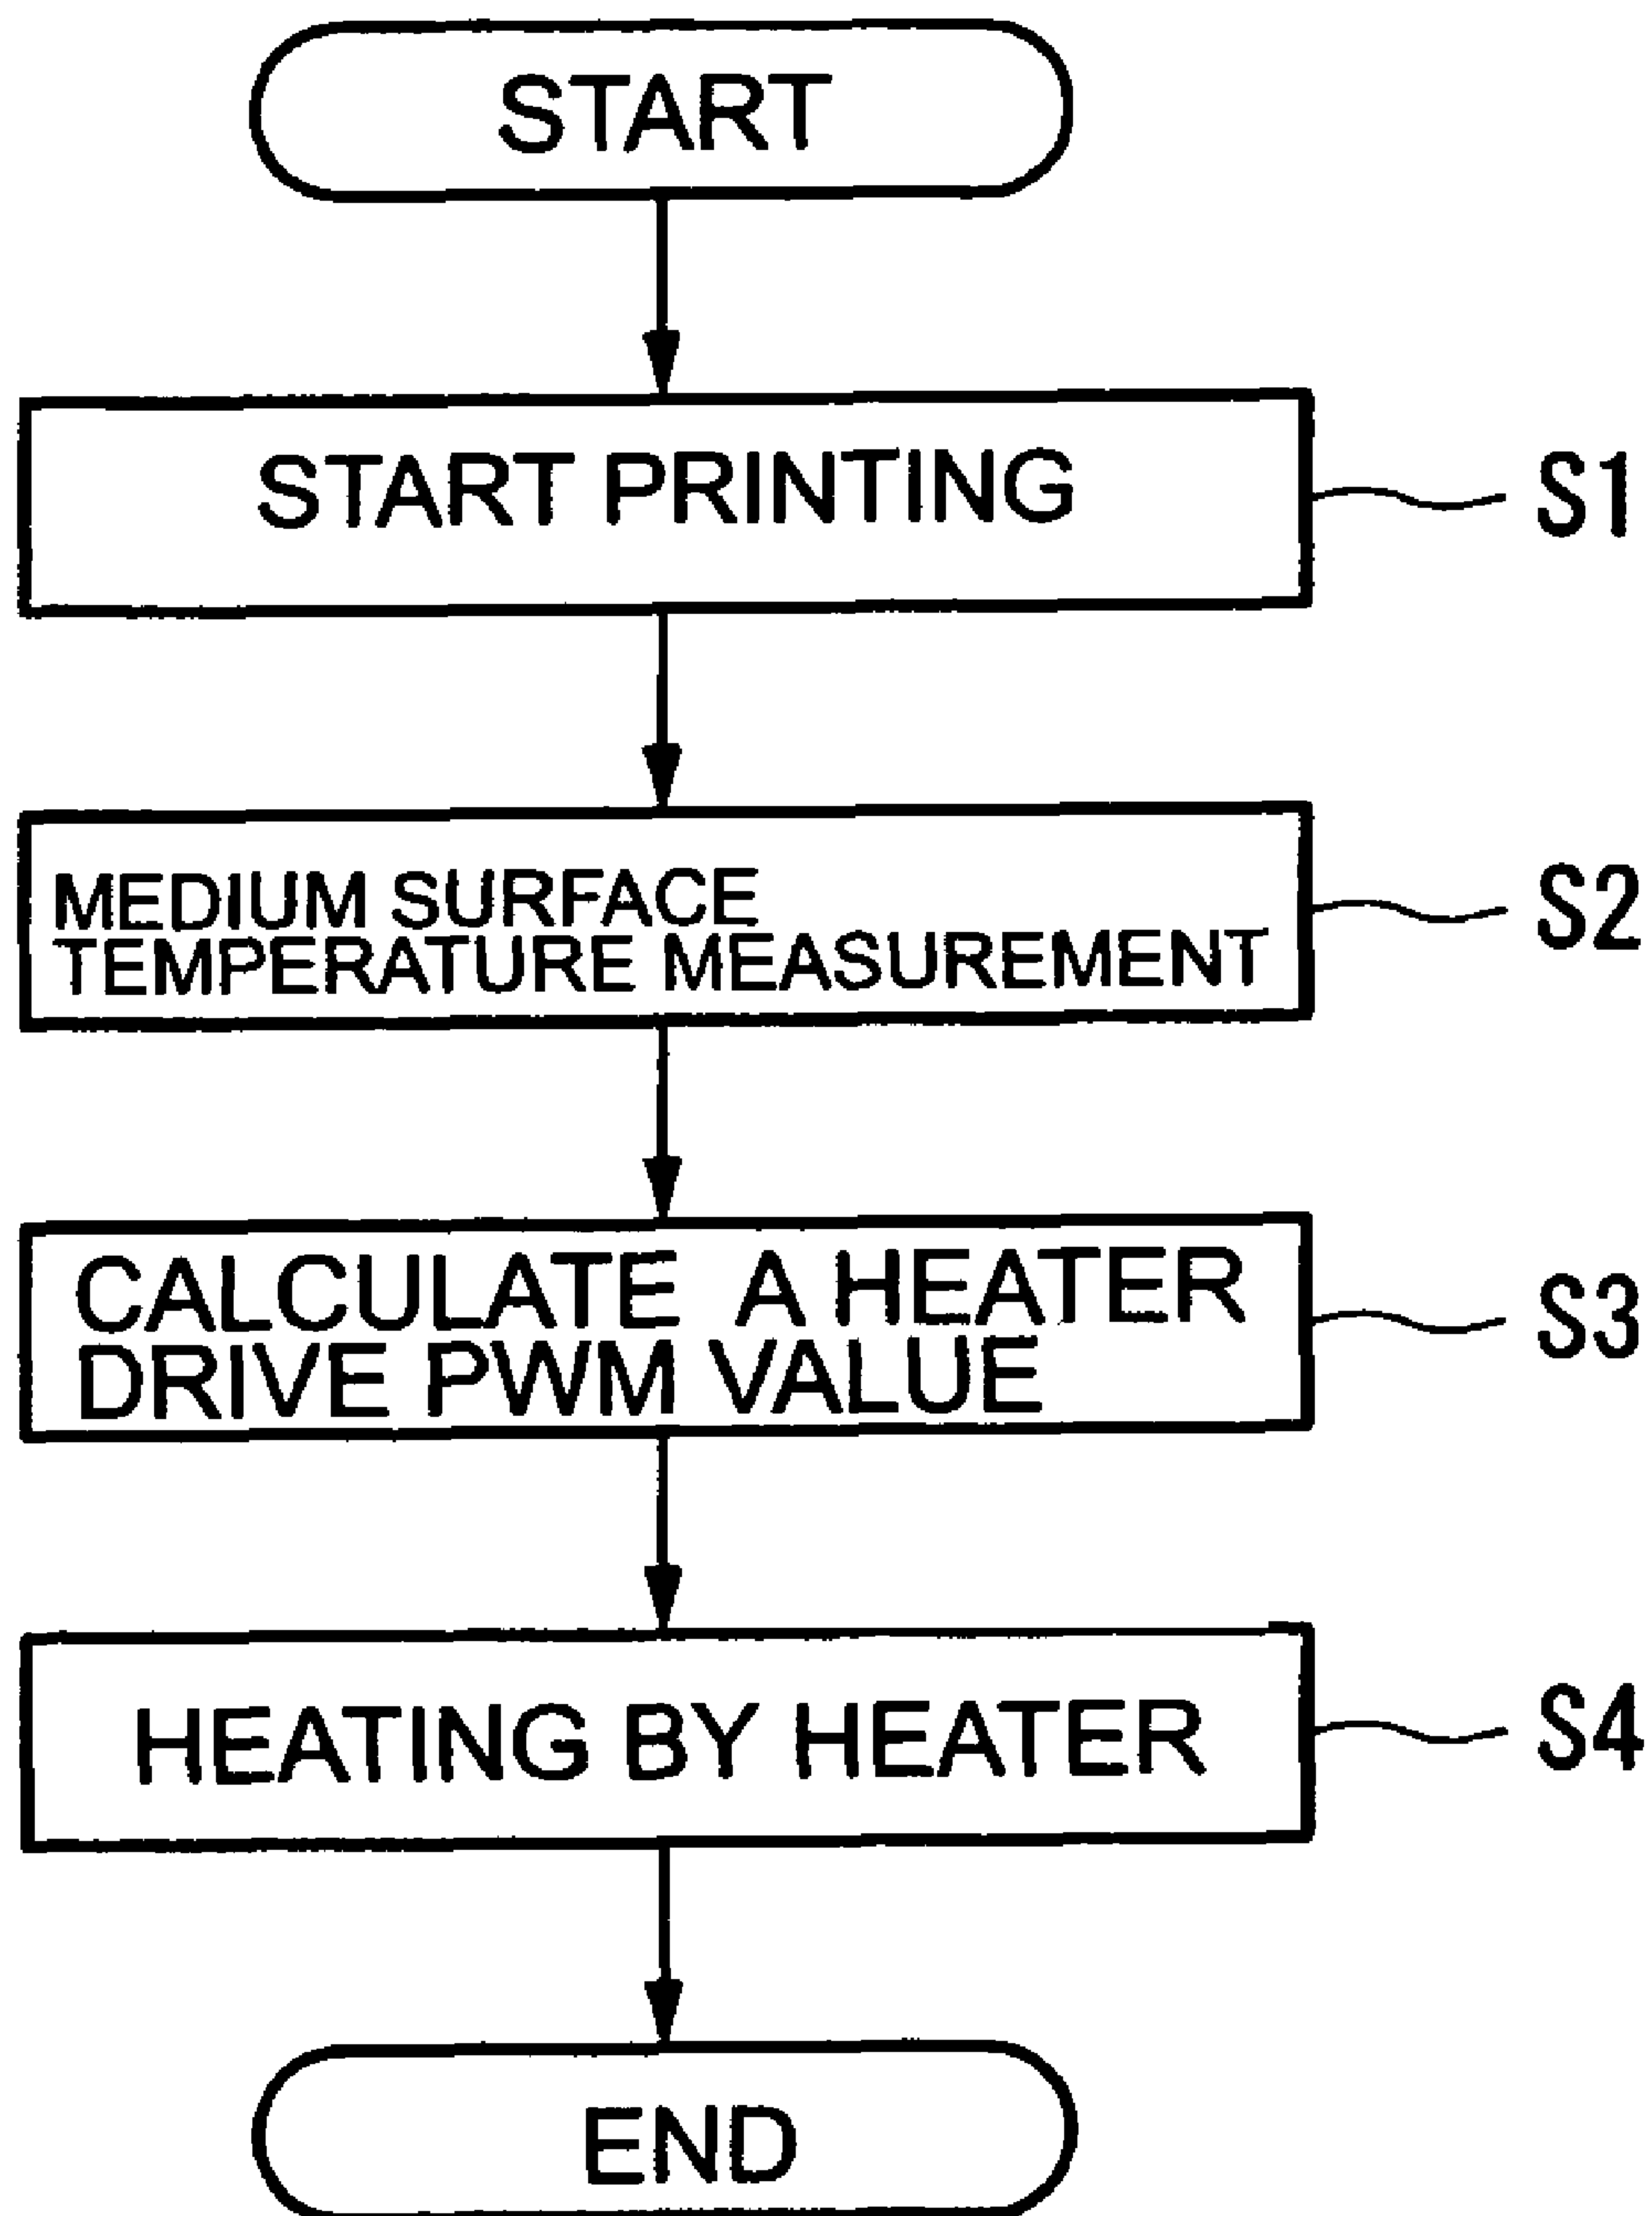 START
START PRINTING
S1
MEDIUM SURFACE
TEMPERATURE MEASUREMENT
S2
CALCULATE A HEATER
DRIVE PWM VALUE
S3
HEATING BY HEATER
S4
END